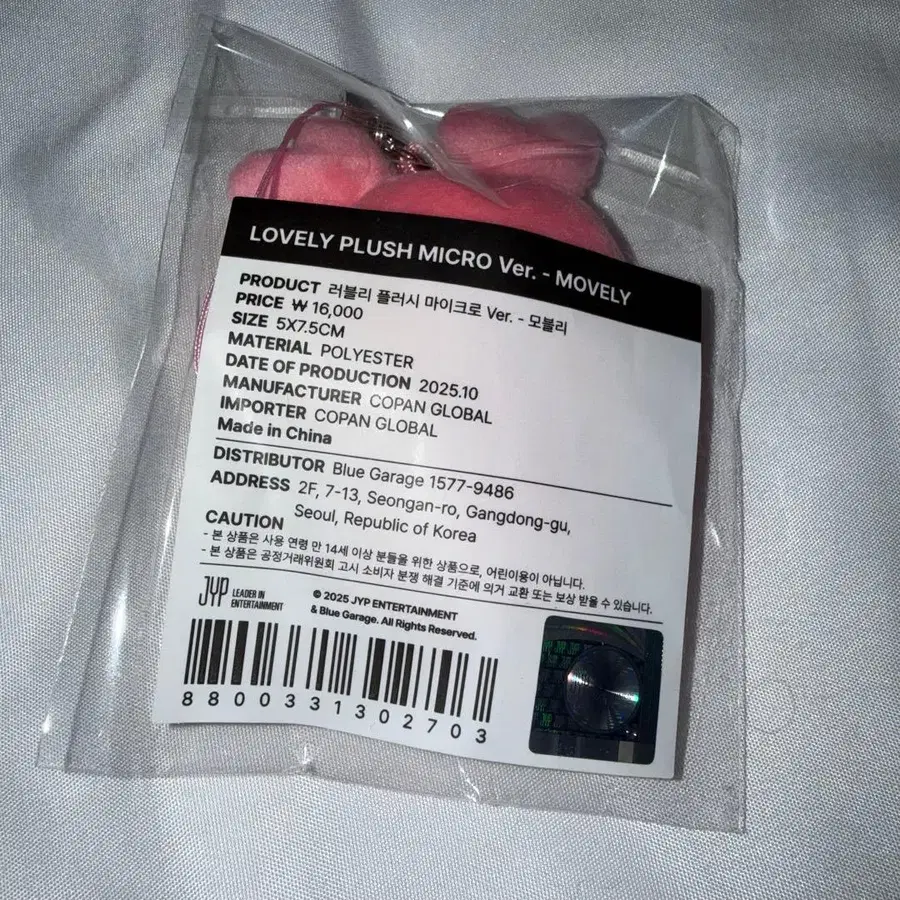 LOVELY PLUSH MICRO Ver. - MOVELY
PRODUCT 러블리 플러시 마이크로 Ver. - 모블리
PRICE ₩ 16,000
SIZE 5X7.5CM
MATERIAL POLYESTER
DATE OF PRODUCTION 2025.10
MANUFACTURER COPAN GLOBAL
IMPORTER COPAN GLOBAL
Made in China
DISTRIBUTOR Blue Garage 1577-9486
ADDRESS 2F, 7-13, Seongan-ro, Gangdong-gu,
Seoul, Republic of Korea
CAUTION
- 본 상품은 사용 연령 만 14세 이상 분들을 위한 상품으로, 어린이용이 아닙니다.
- 본 상품은 공정거래위원회 고시 소비자 분쟁 해결 기준에 의거 교환 또는 보상 받을 수 있습니다.
JYP LEADER IN
ENTERTAINMENT
© 2025 JYP ENTERTAINMENT
& Blue Garage. All Rights Reserved.
8800331302703
JYP JYP JYP